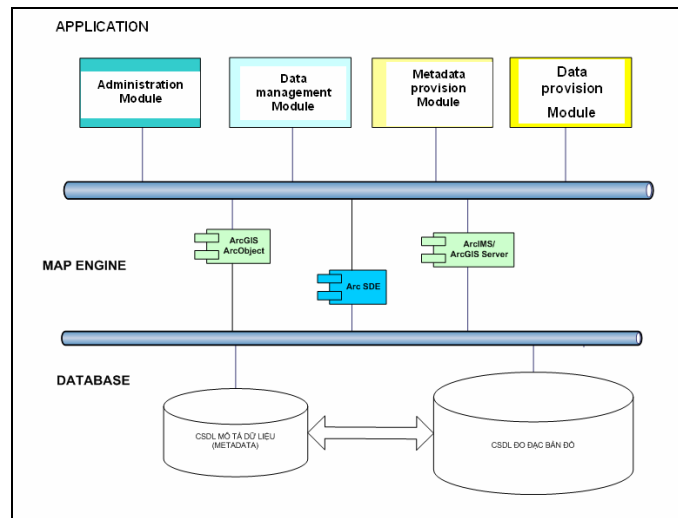 APPLICATION
Administration
Module
Data
management
Module
Metadata
provision
Module
Data
provision
Module
MAP ENGINE
ArcGIS
ArcObject
Arc SDE
ArcIMS/
ArcGIS Server
DATABASE
CSDL MÔ TẢ DỮ LIỆU
(METADATA)
CSDL ĐO ĐẠC BẢN ĐỒ